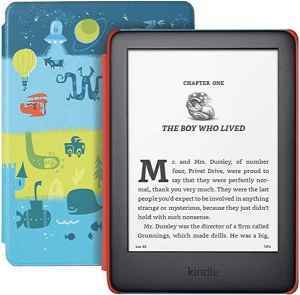 CHAPTER ONE
THE BOY WHO LIVED
Mr. and Mrs. Dursley, of number
four, Privet Drive, were proud to
say that they were perfectly nor-
mal, thank you very much. They were the last
people you'd expect to be involved in anything
strange or mysterious, because they just didn't
hold with such nonsense.
Mr. Dursley was the director of a firm called
Grunnings, which made drills. He was a big,
kindle